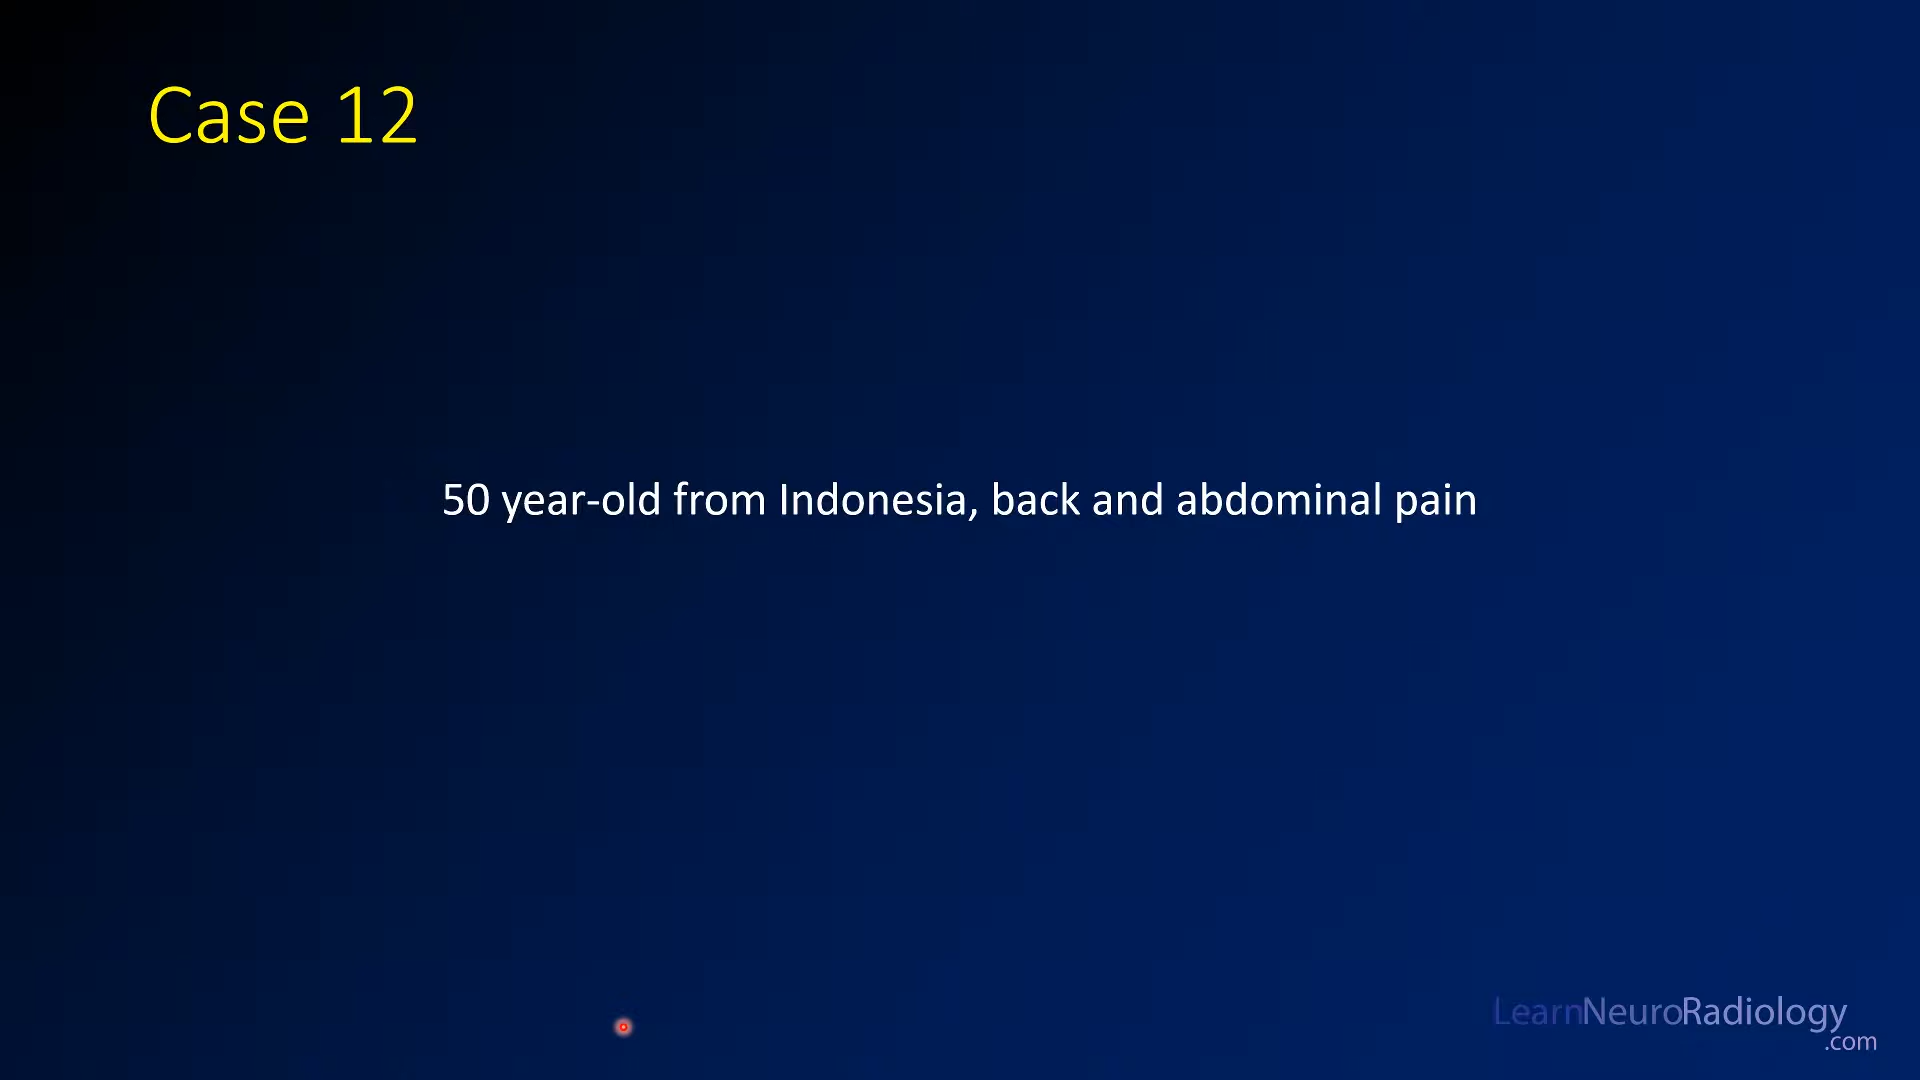 Case 12
50 year-old from Indonesia, back and abdominal pain
LearnNeuroRadiology
.com